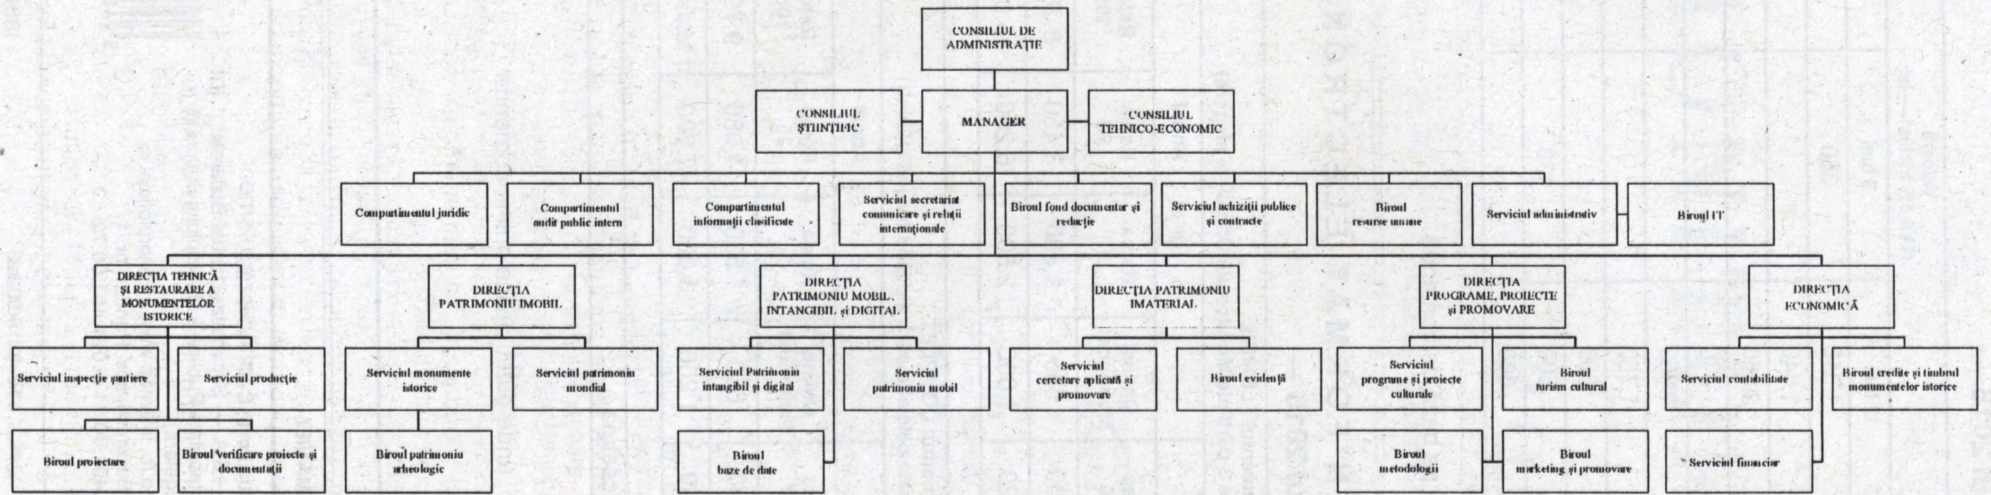 CONSILIUL DE
ADMINISTRAȚIE
CONSILIUL
ȘTIINȚIFIC
MANAGER
CONSILIUL
TEHNICO-ECONOMIC
Compartimentul juridic
Compartimentul
audit public intern
Compartimentul
informații clasificate
Serviciul secretariat
comunicare și relații
internaționale
Biroul fond documentar și
redacție
Serviciul achiziții publice
și contracte
Biroul
resurse umane
Serviciul administrativ
Biroul IT
DIRECȚIA TEHNICĂ
ȘI RESTAURARE A
MONUMENTELOR
ISTORICE
DIRECȚIA
PATRIMONIU IMOBIL
DIRECȚIA
PATRIMONIU MOBIL,
INTANGIBIL și DIGITAL
DIRECȚIA PATRIMONIU
IMATERIAL
DIRECȚIA
PROGRAME, PROIECTE
și PROMOVARE
DIRECȚIA
ECONOMICĂ
Serviciul inspecție șantiere
Serviciul producție
Serviciul monumente
istorice
Serviciul patrimoniu
mondial
Serviciul Patrimoniu
intangibil și digital
Serviciul
patrimoniu mobil
Serviciul
cercetare aplicată și
promovare
Biroul evidență
Serviciul
programe și proiecte
culturale
Biroul
turism cultural
Serviciul contabilitate
Biroul credite și timbrul
monumentelor istorice
Biroul proiectare
Biroul Verificare proiecte și
documentații
Biroul patrimoniu
arheologic
Biroul
baze de date
Biroul
metodologii
Biroul
marketing și promovare
Serviciul financiar